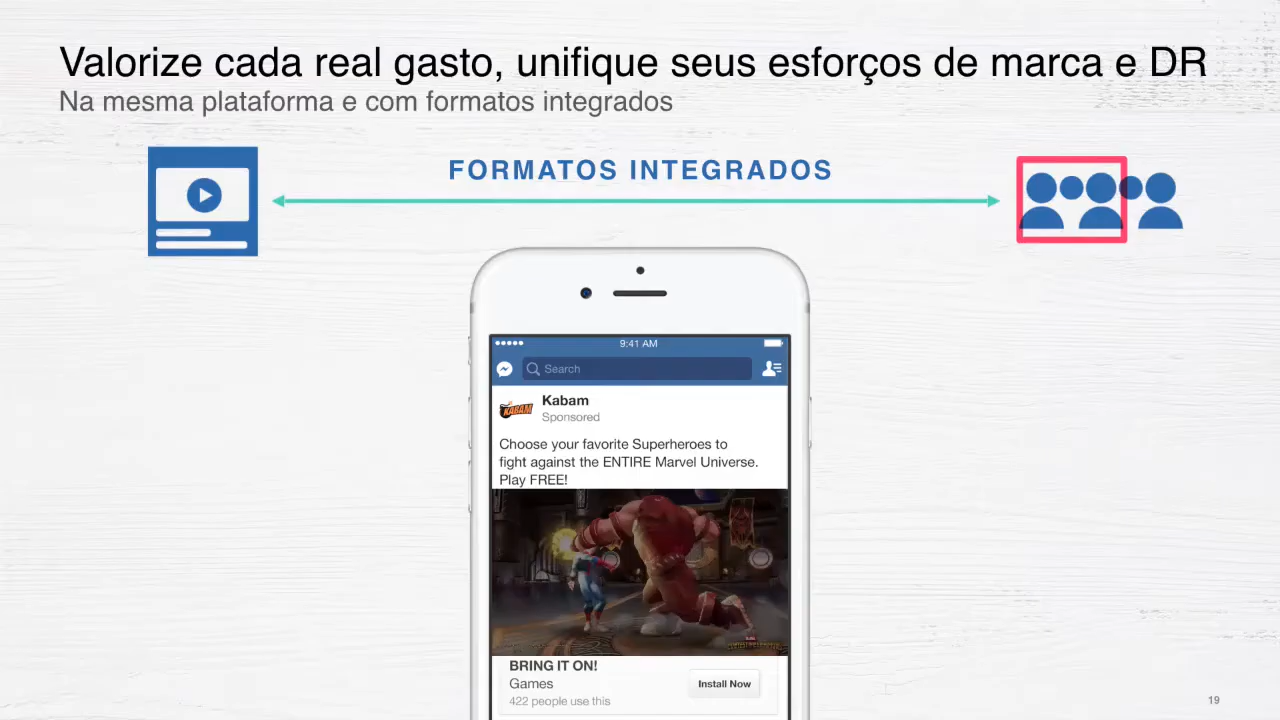 Valorize cada real gasto, unifique seus esforços de marca e DR
Na mesma plataforma e com formatos integrados
FORMATOS INTEGRADOS
9:41 AM
Search
KABAM
Kabam
Sponsored
Choose your favorite Superheroes to
fight against the ENTIRE Marvel Universe.
Play FREE!
BRING IT ON!
Games
Install Now
422 people use this
19